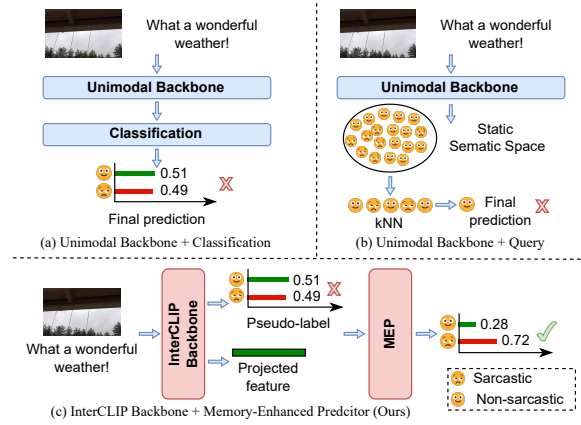 What a wonderful
weather!
Unimodal Backbone
Classification
0.51
0.49
X
Final prediction
(a) Unimodal Backbone + Classification
What a wonderful
weather!
Unimodal Backbone
Static
Sematic Space
kNN
Final
prediction
X
(b) Unimodal Backbone + Query
What a wonderful
weather!
InterCLIP
Backbone
0.51
0.49
X
Pseudo-label
Projected
feature
MEP
0.28
0.72
Sarcastic
Non-sarcastic
(c) InterCLIP Backbone + Memory-Enhanced Predcitor (Ours)